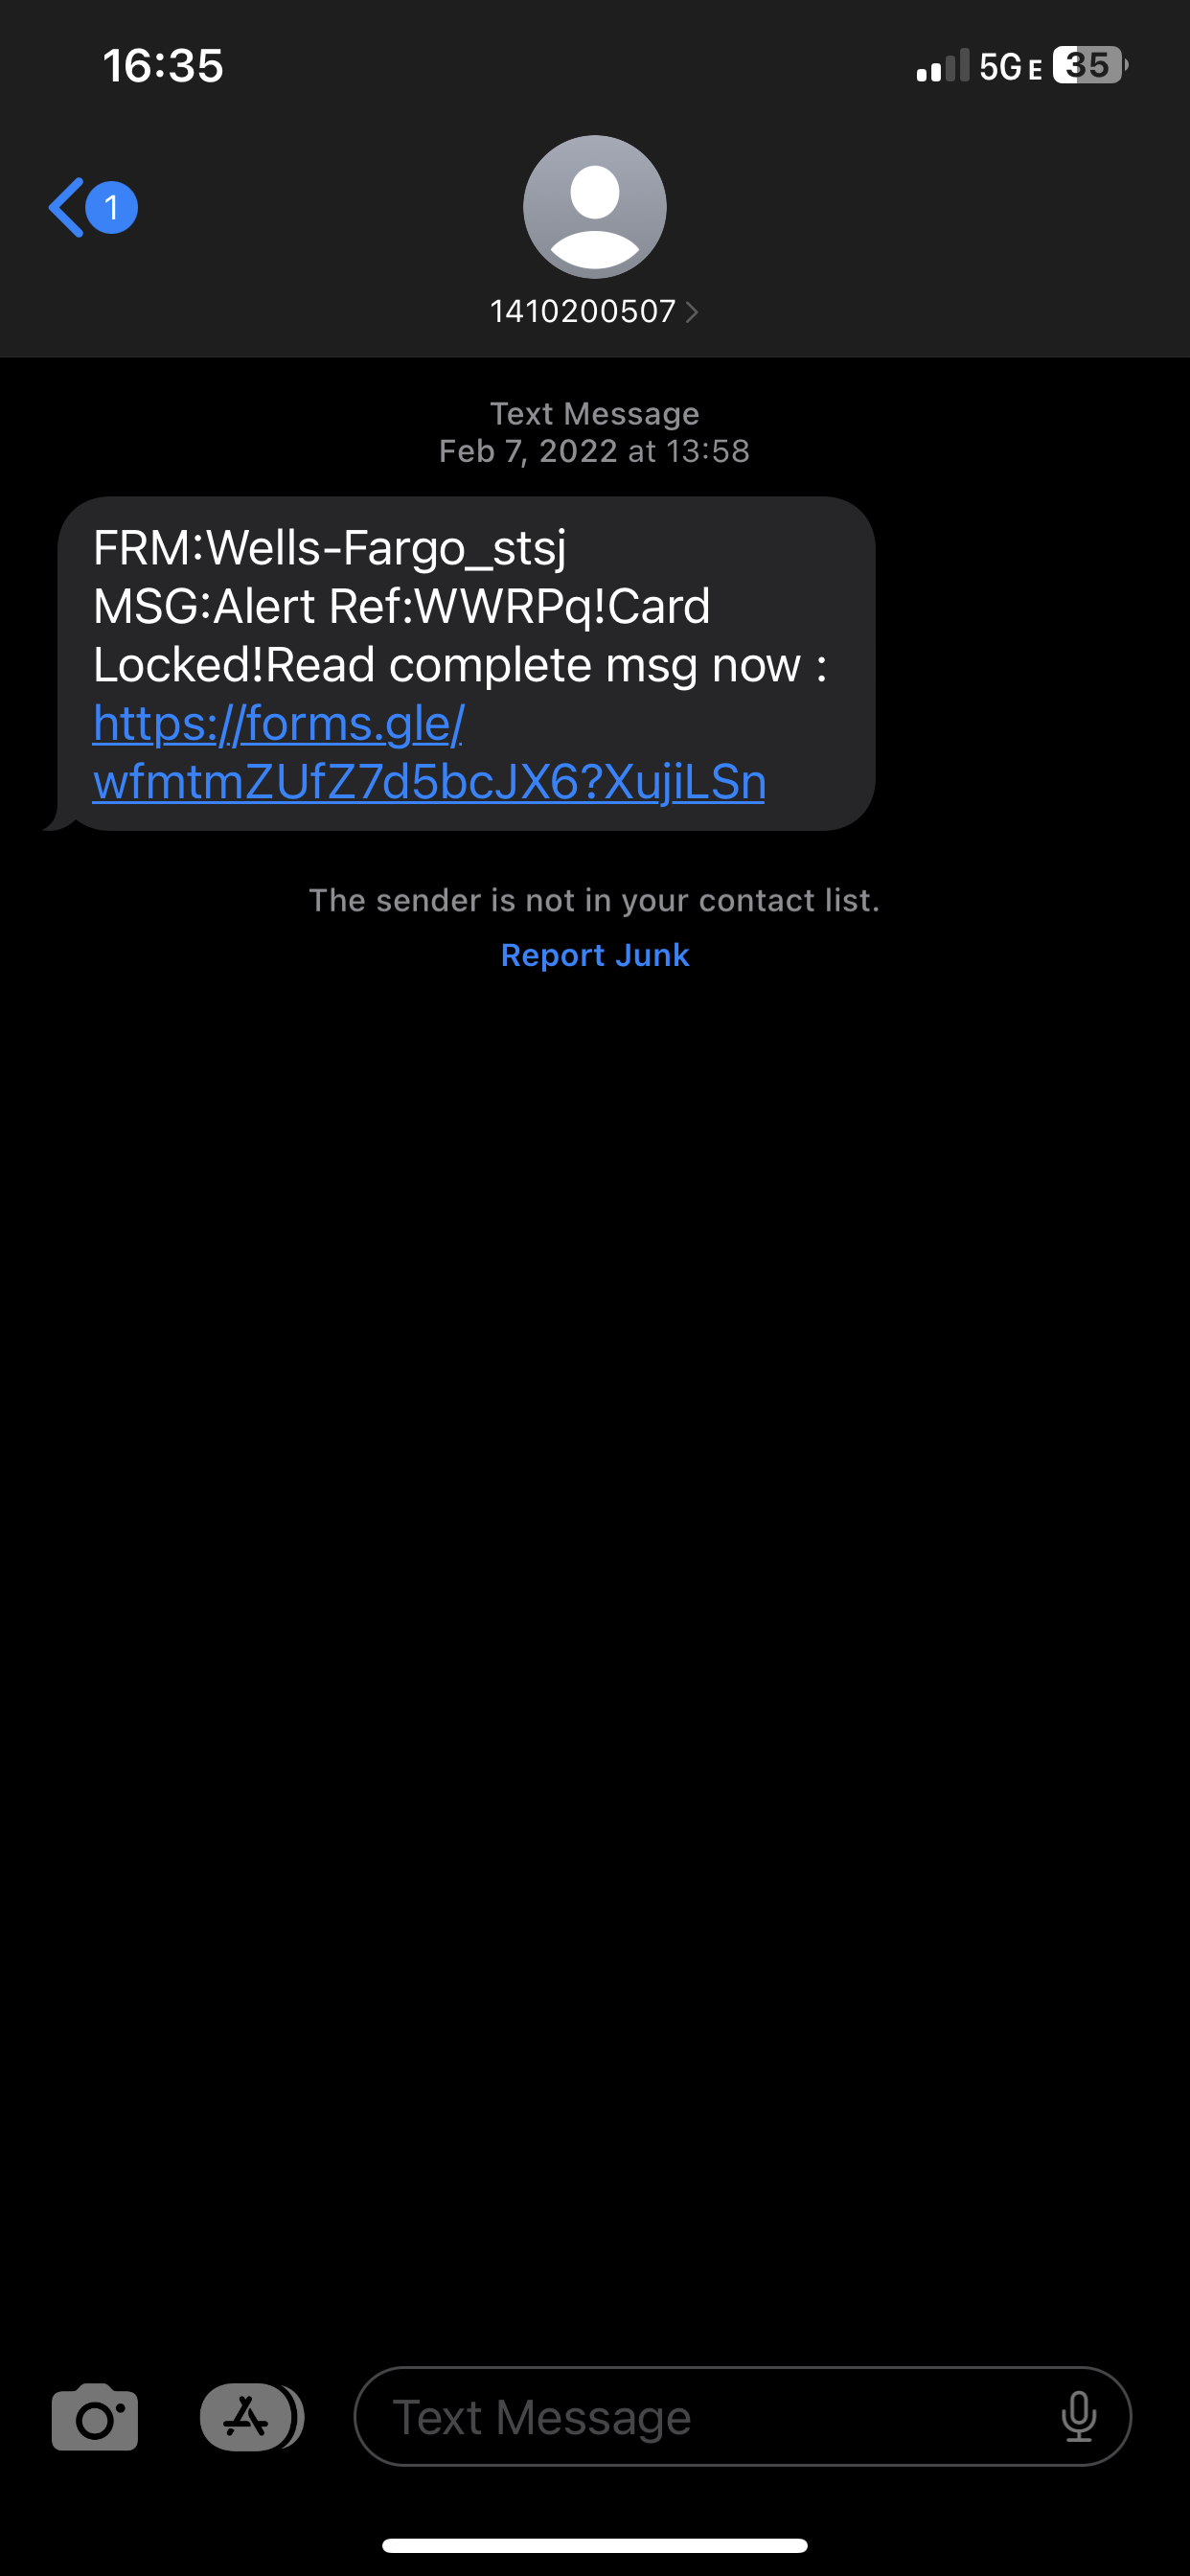 16:35
5G E 35
1
1410200507
Text Message
Feb 7, 2022 at 13:58
FRM:Wells-Fargo_stsj
MSG:Alert Ref:WWRPq!Card
Locked!Read complete msg now :
https://forms.gle/
wfmtmZUfZ7d5bcJX6?XujiLSn
The sender is not in your contact list.
Report Junk
Text Message